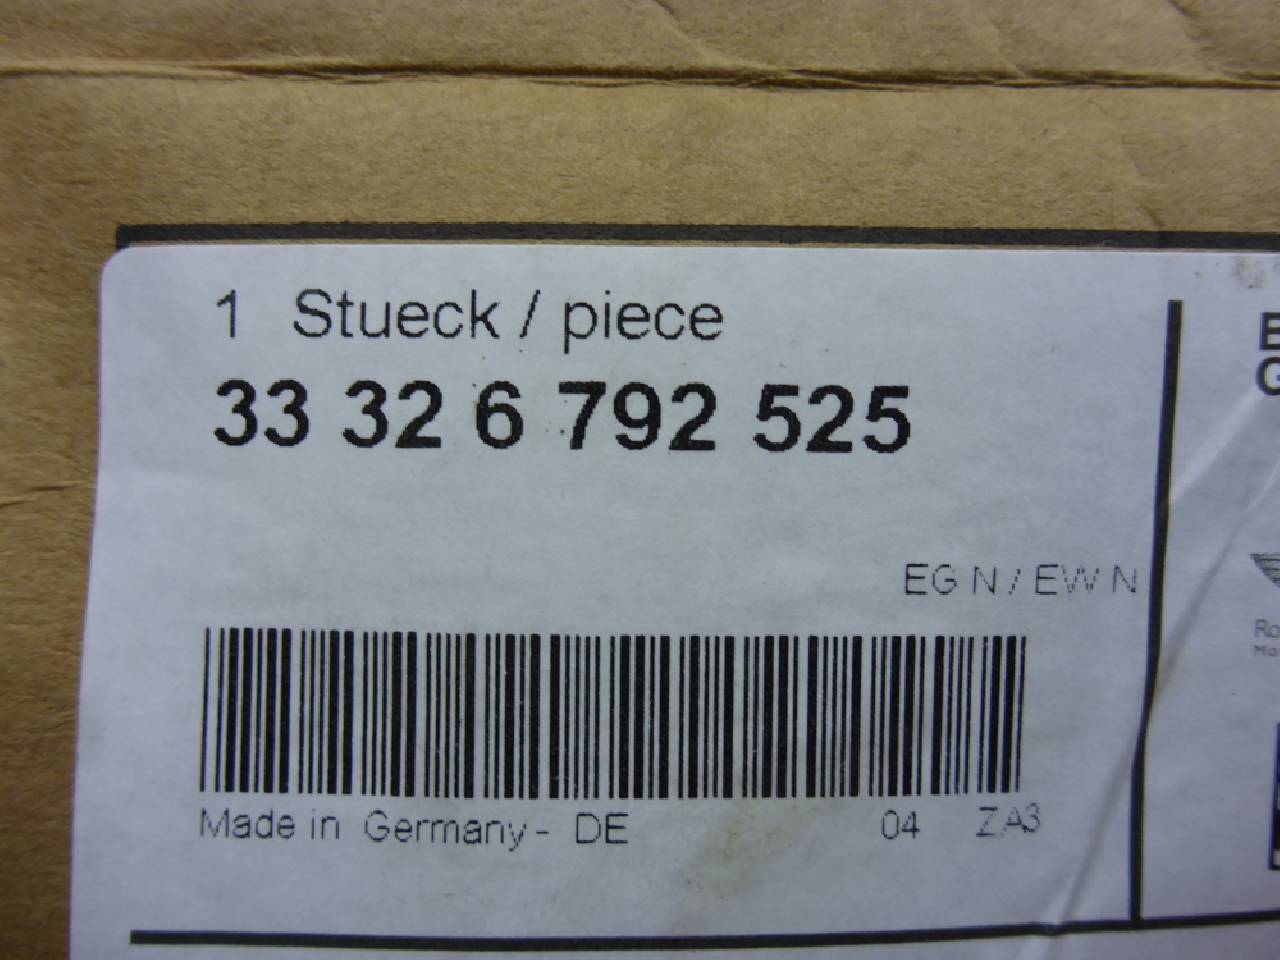 1 Stueck / piece
33 32 6 792 525
EG N / EW N
Made in Germany - DE 04 ZA3